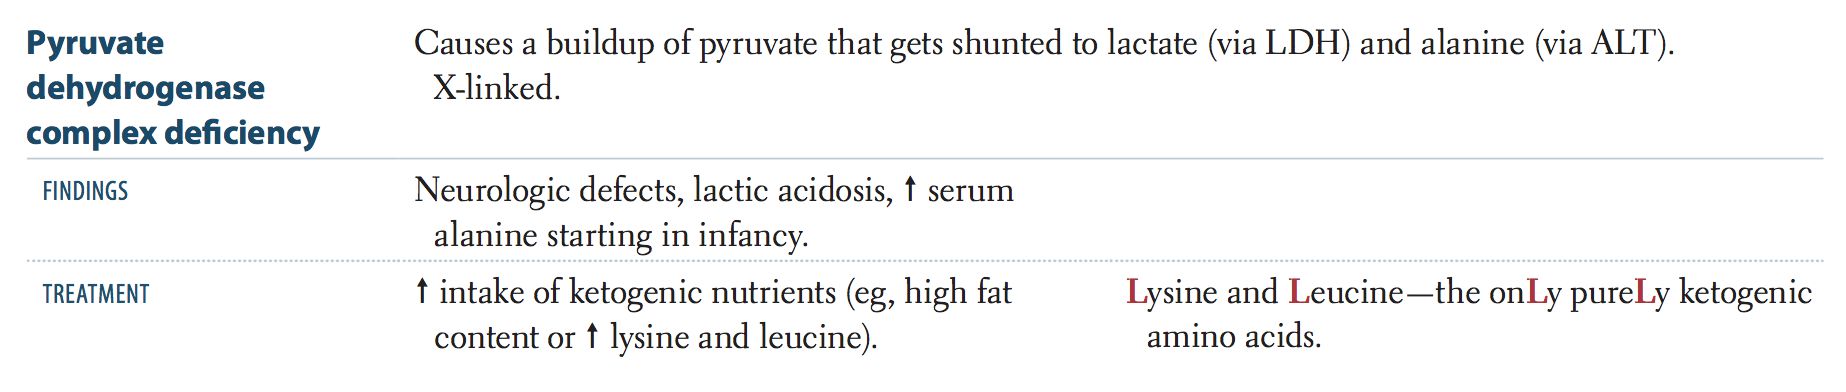 Pyruvate
dehydrogenase
complex deficiency
Causes a buildup of pyruvate that gets shunted to lactate (via LDH) and alanine (via ALT).
X-linked.
FINDINGS
Neurologic defects, lactic acidosis, ↑ serum
alanine starting in infancy.
TREATMENT
↑ intake of ketogenic nutrients (eg, high fat
content or ↑ lysine and leucine).
Lysine and Leucine—the onLy pureLy ketogenic
amino acids.